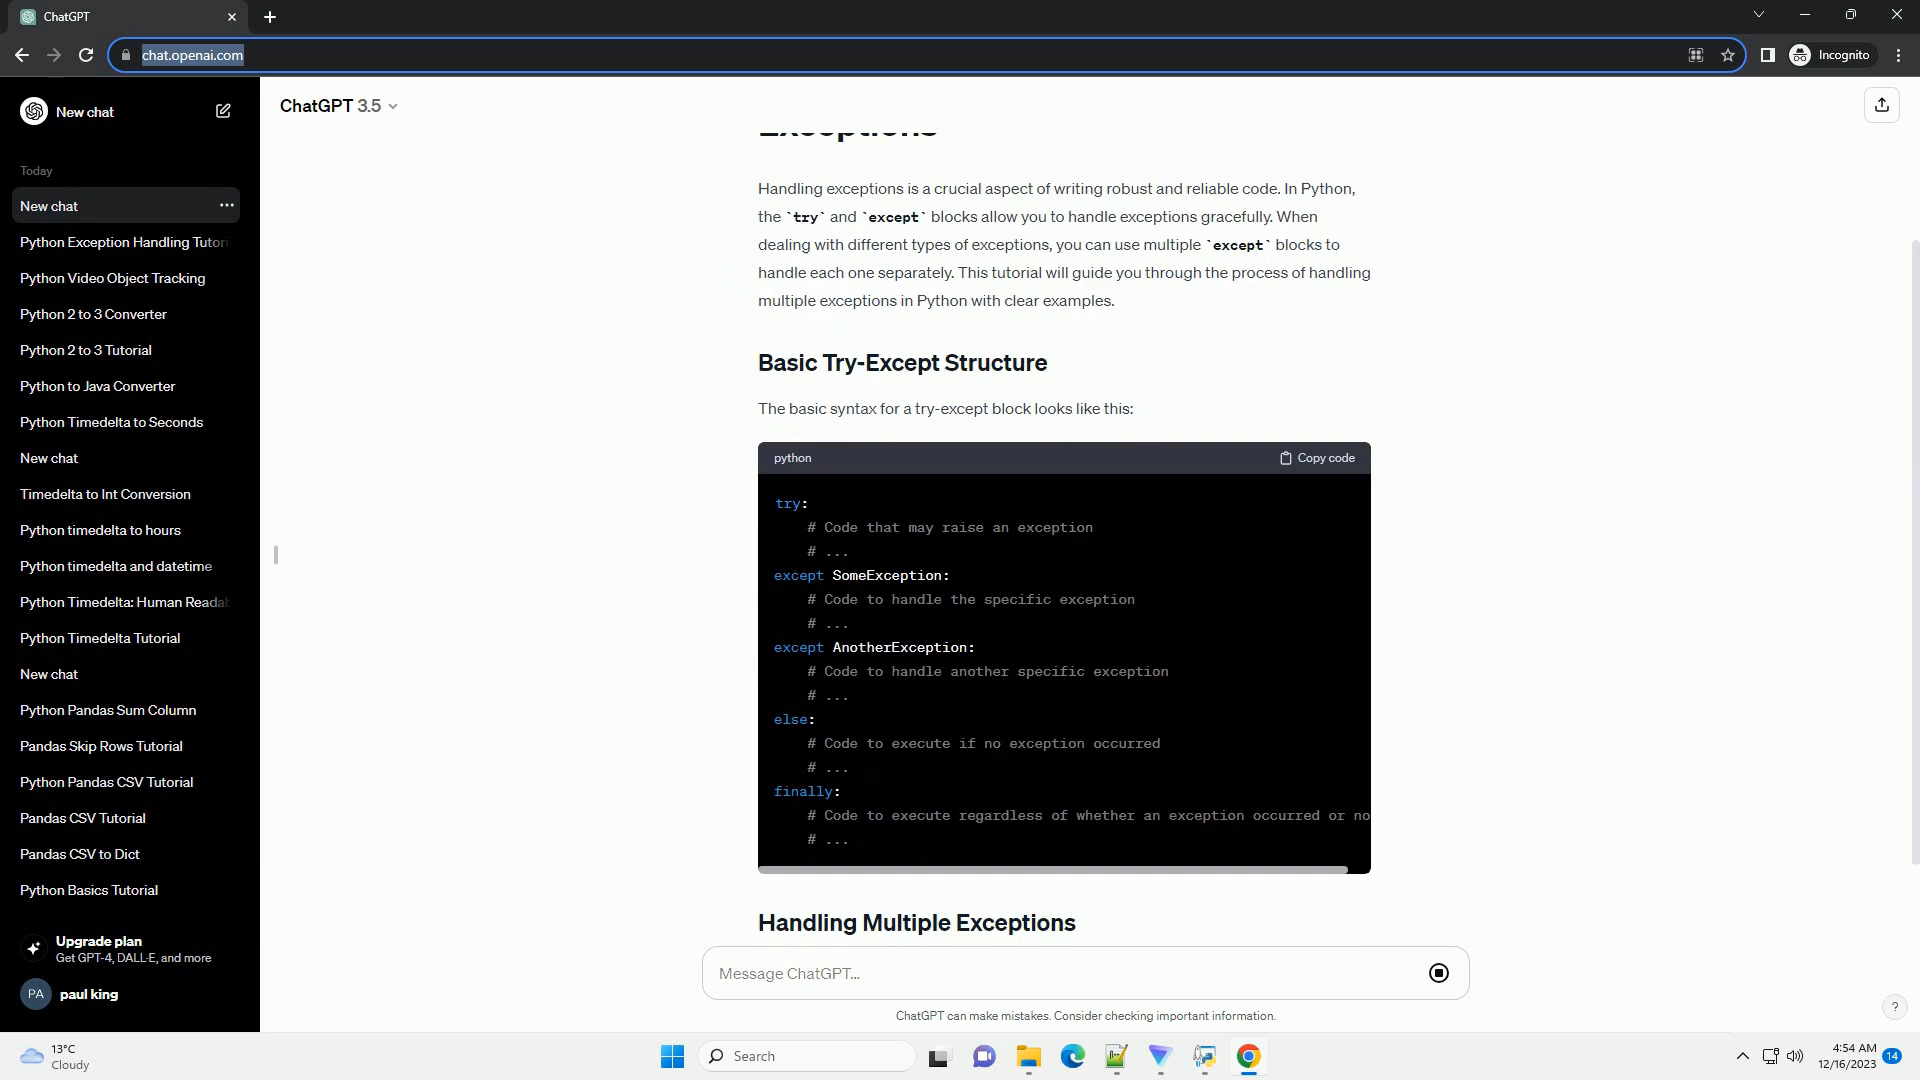 ChatGPT
chat.openai.com
Incognito
New chat
Today
New chat
Python Exception Handling Tutori
Python Video Object Tracking
Python 2 to 3 Converter
Python 2 to 3 Tutorial
Python to Java Converter
Python Timedelta to Seconds
New chat
Timedelta to Int Conversion
Python timedelta to hours
Python timedelta and datetime
Python Timedelta: Human Readab
Python Timedelta Tutorial
New chat
Python Pandas Sum Column
Pandas Skip Rows Tutorial
Python Pandas CSV Tutorial
Pandas CSV Tutorial
Pandas CSV to Dict
Python Basics Tutorial
Upgrade plan
Get GPT-4, DALL·E, and more
PA paul king
ChatGPT 3.5
Exceptions
Handling exceptions is a crucial aspect of writing robust and reliable code. In Python,
the `try` and `except` blocks allow you to handle exceptions gracefully. When
dealing with different types of exceptions, you can use multiple `except` blocks to
handle each one separately. This tutorial will guide you through the process of handling
multiple exceptions in Python with clear examples.
Basic Try-Except Structure
The basic syntax for a try-except block looks like this:
python Copy code
try:
# Code that may raise an exception
# ...
except SomeException:
# Code to handle the specific exception
# ...
except AnotherException:
# Code to handle another specific exception
# ...
else:
# Code to execute if no exception occurred
# ...
finally:
# Code to execute regardless of whether an exception occurred or no
# ...
Handling Multiple Exceptions
Message ChatGPT...
ChatGPT can make mistakes. Consider checking important information.
?
13°C
Cloudy
Search
4:54 AM
12/16/2023
14